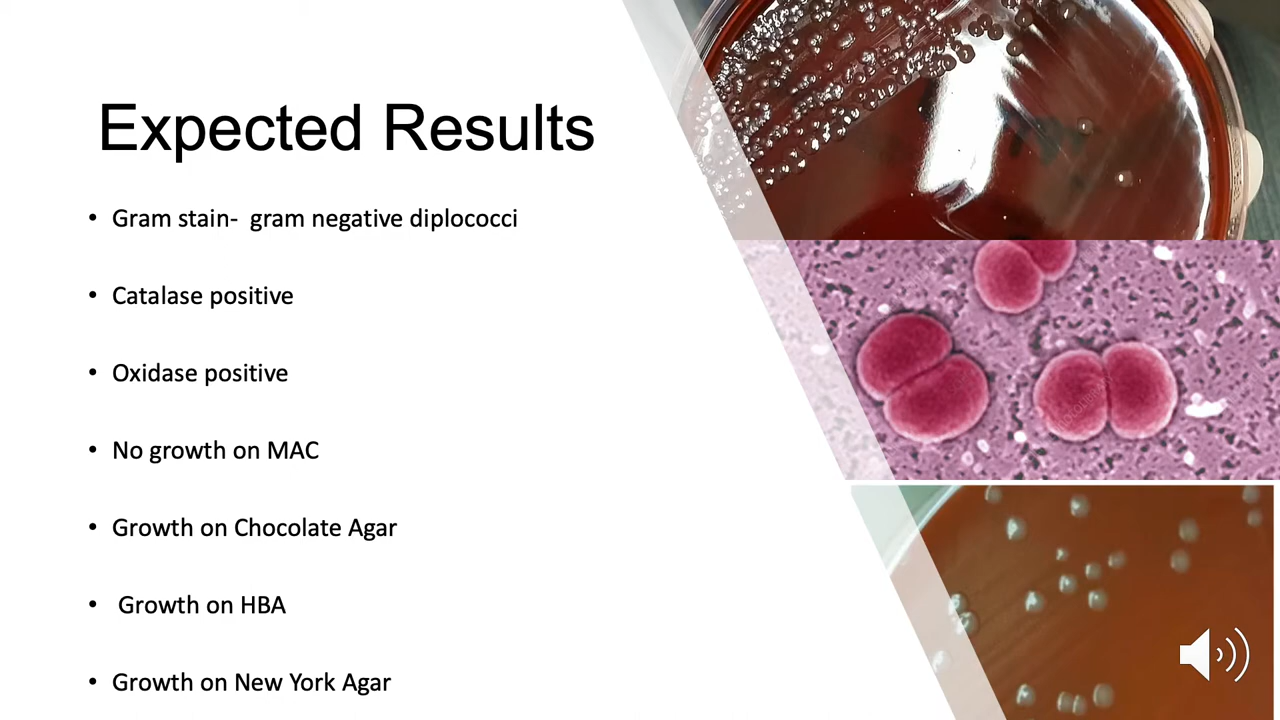 Expected Results
• Gram stain-  gram negative diplococci
• Catalase positive
• Oxidase positive
• No growth on MAC
• Growth on Chocolate Agar
•  Growth on HBA
• Growth on New York Agar